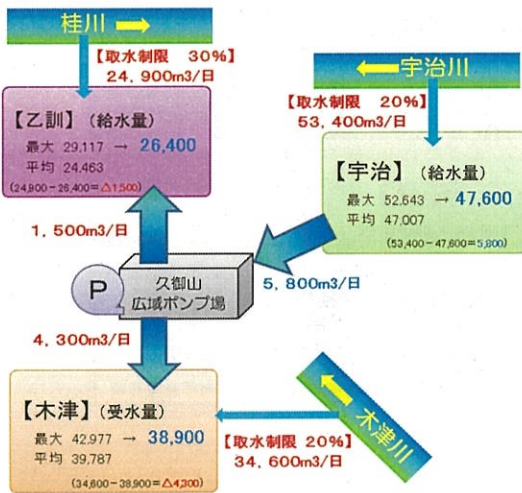 桂川
【取水制限 30%】
24,900m3/日
【乙訓】(給水量)
最大 29.117 → 26,400
平均 24.463
(24,900-26,400=△1,500)
宇治川
【取水制限 20%】
53,400m3/日
【宇治】(給水量)
最大 52.643 → 47,600
平均 47.007
(53,400-47,600=5,800)
1,500m3/日
5,800m3/日
P
久御山
広域ポンプ場
4,300m3/日
【木津】(受水量)
最大 42.977 → 38,900
平均 39.787
(34,600-38,900=△4,300)
木津川
【取水制限 20%】
34,600m3/日